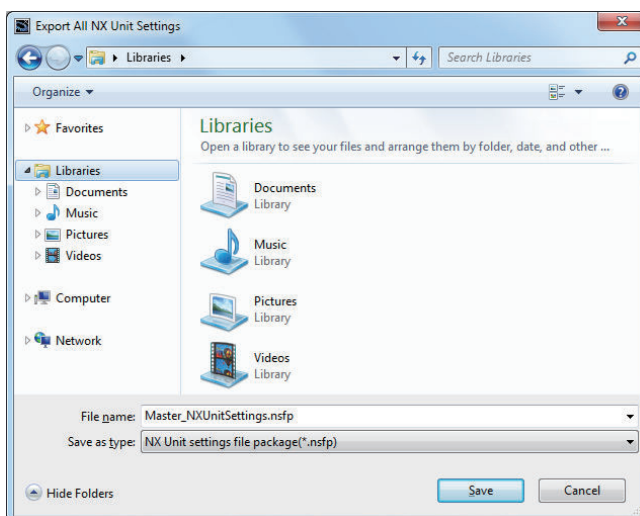 Export All NX Unit Settings
Libraries
Search Libraries
Organize
Favorites
Libraries
Documents
Music
Pictures
Videos
Computer
Network
Libraries
Open a library to see your files and arrange them by folder, date, and other ...
Documents
Library
Music
Library
Pictures
Library
Videos
Library
File name: Master_NXUnitSettings.nsfp
Save as type: NX Unit settings file package(*.nsfp)
Hide Folders
Save
Cancel